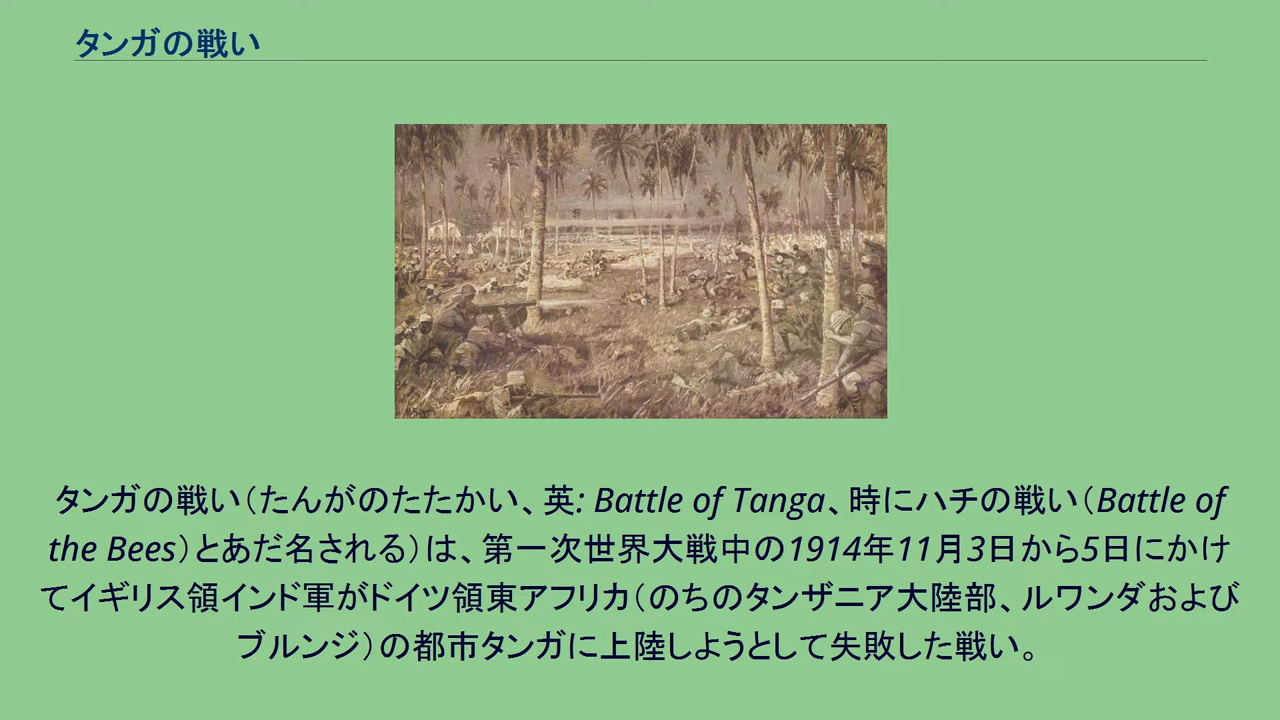 タンガの戦い
タンガの戦い（たんがのたたかい、英: Battle of Tanga、時にハチの戦い（Battle of
the Bees）とあだ名される）は、第一次世界大戦中の1914年11月3日から5日にかけ
てイギリス領インド軍がドイツ領東アフリカ（のちのタンザニア大陸部、ルワンダおよび
ブルンジ）の都市タンガに上陸しようとして失敗した戦い。